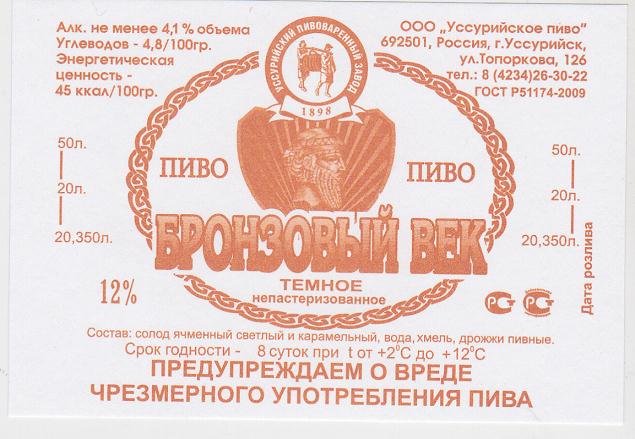 Алк. не менее 4,1 % объема
Углеводов - 4,8/100гр.
Энергетическая
ценность -
45 ккал/100гр.
УССУРИЙСКИЙ ПИВОВАРЕННЫЙ ЗАВОД
1898
ООО „Уссурийское пиво"
692501, Россия, г.Уссурийск,
ул.Топоркова, 126
тел.: 8 (4234)26-30-22
ГОСТ Р51174-2009
50л.
20л.
20,350л.
ПИВО
ПИВО
50л.
20л.
20,350л.
БРОНЗОВЫЙ ВЕК
ТЕМНОЕ
непастеризованное
12%
РСТ
РСТ
Дата розлива
Состав: солод ячменный светлый и карамельный, вода, хмель, дрожжи пивные.
Срок годности - 8 суток при t от +2°С до +12°С
ПРЕДУПРЕЖДАЕМ О ВРЕДЕ
ЧРЕЗМЕРНОГО УПОТРЕБЛЕНИЯ ПИВА